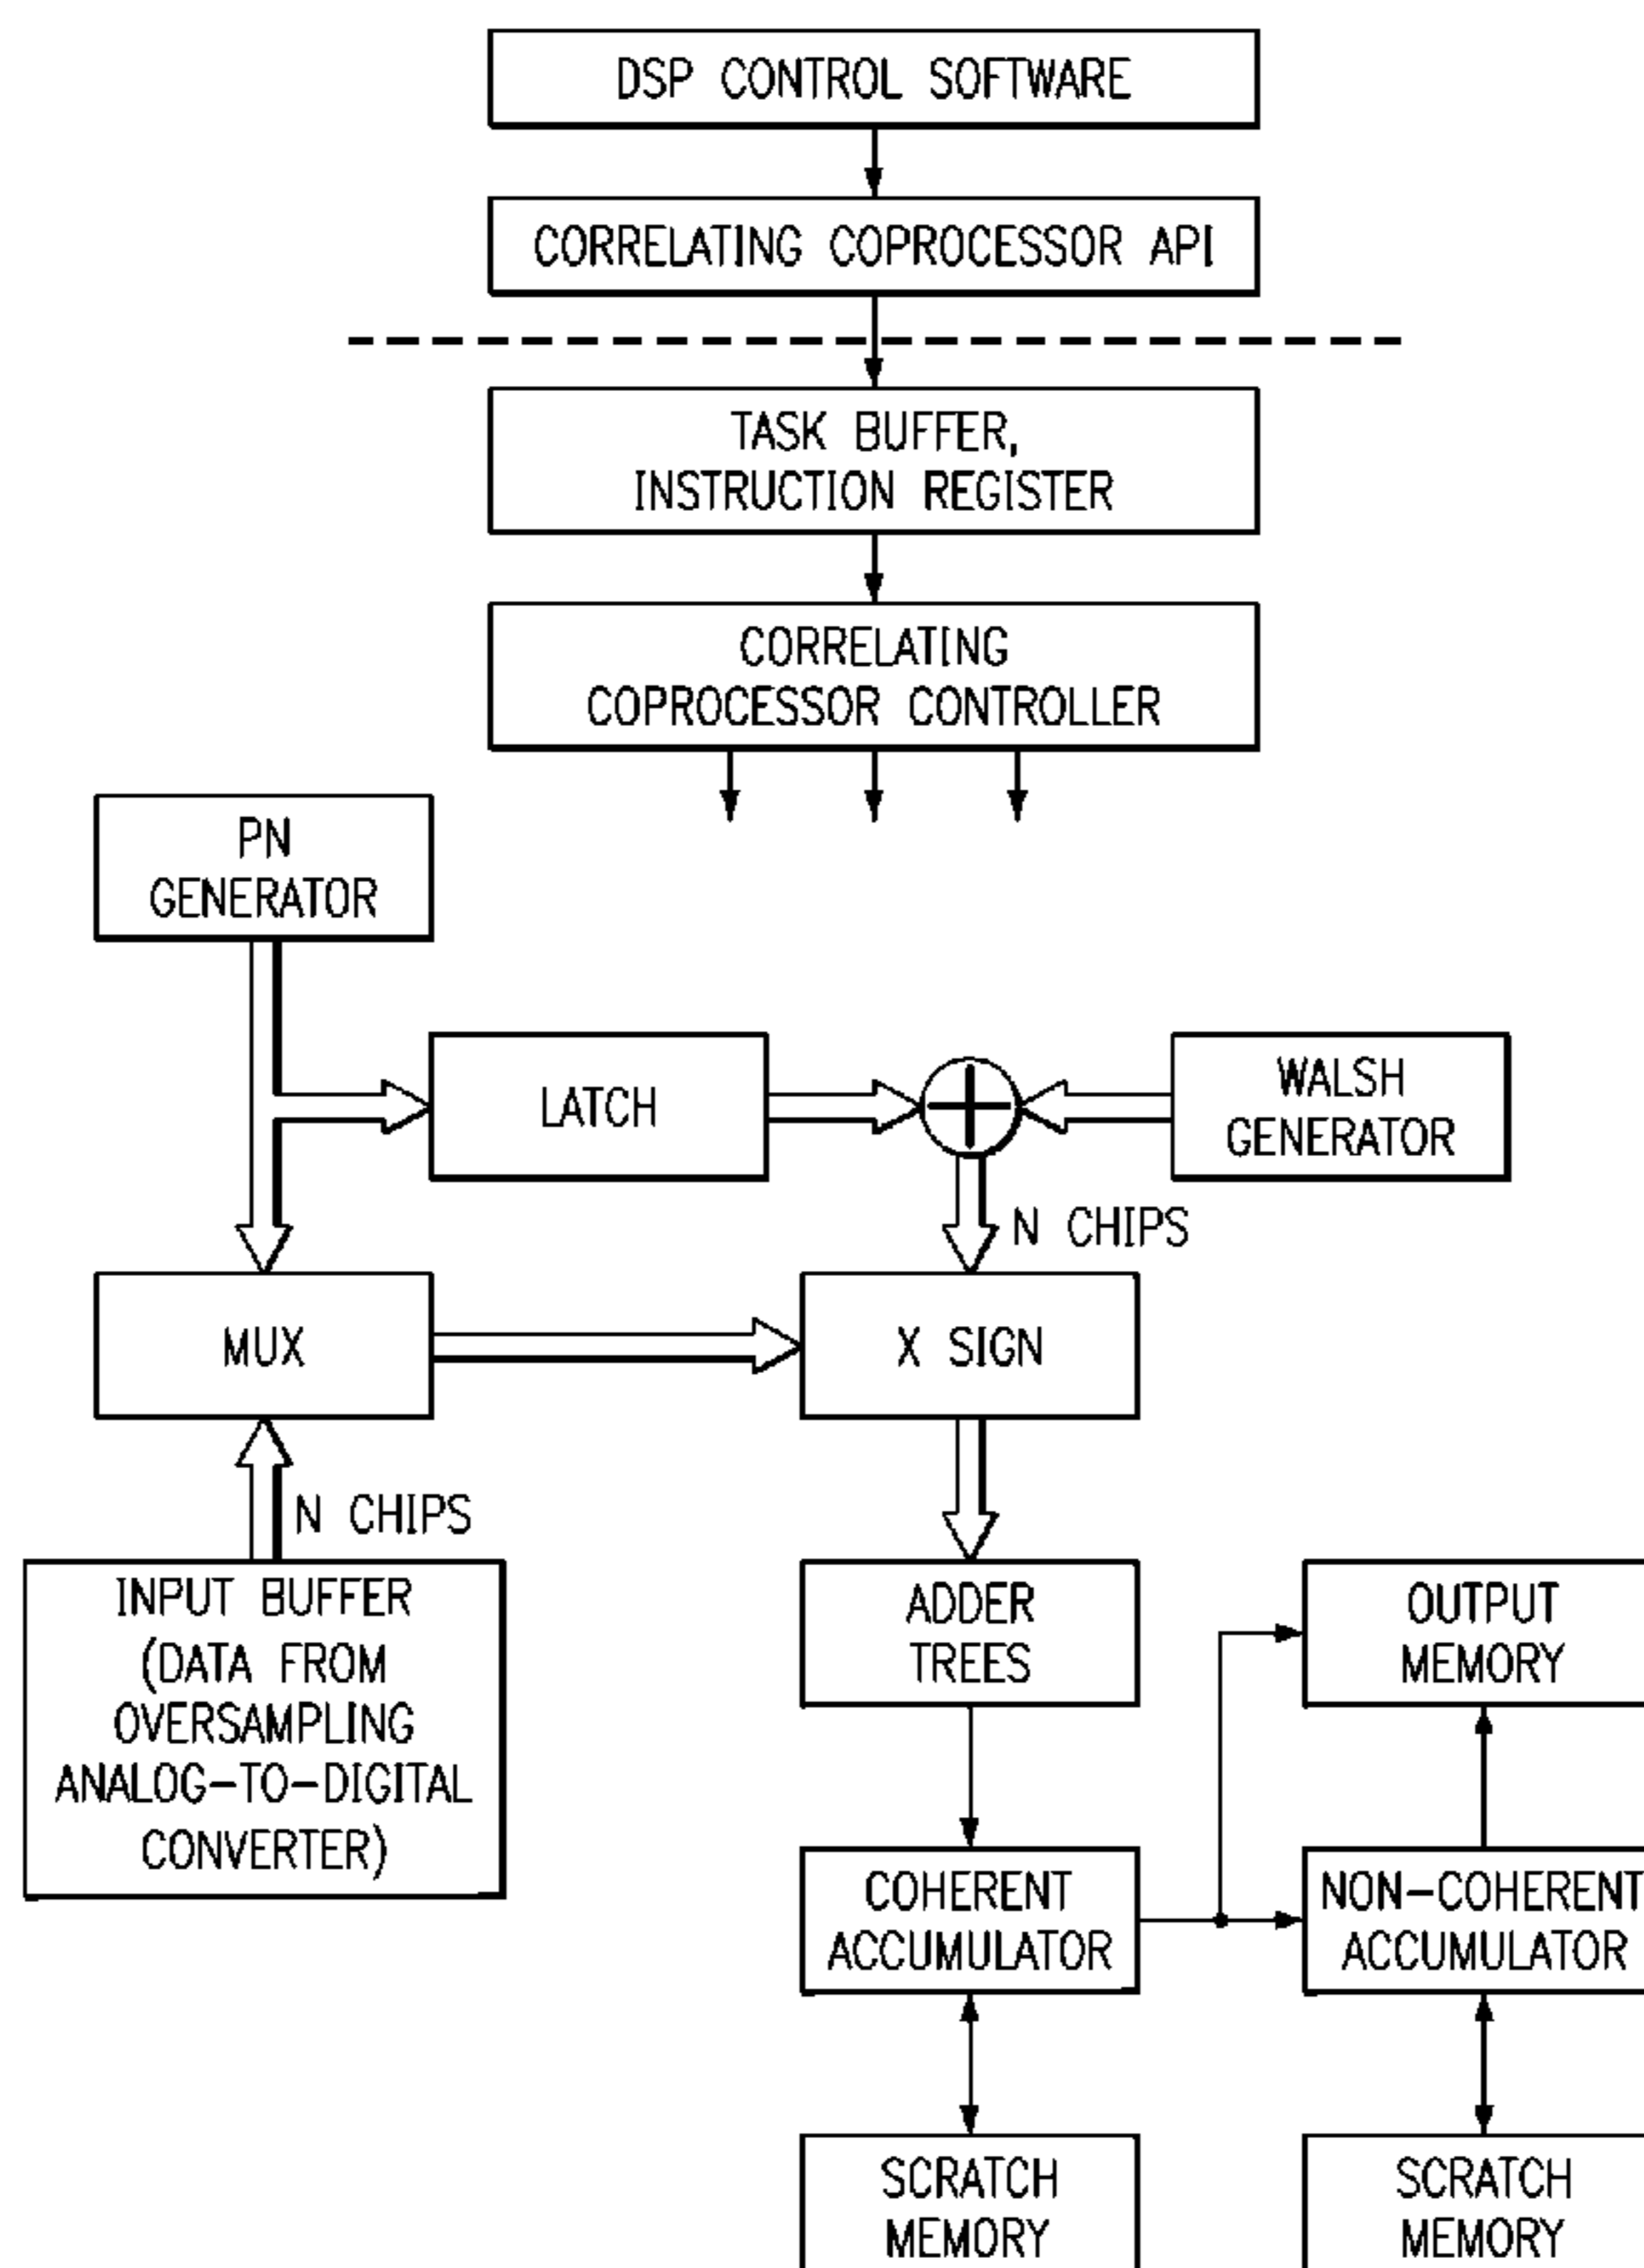 DSP CONTROL SOFTWARE
CORRELATING COPROCESSOR API
TASK BUFFER,
INSTRUCTION REGISTER
CORRELATING
COPROCESSOR CONTROLLER
PN
GENERATOR
LATCH
WALSH
GENERATOR
N CHIPS
MUX
X SIGN
N CHIPS
INPUT BUFFER
(DATA FROM
OVERSAMPLING
ANALOG-TO-DIGITAL
CONVERTER)
ADDER
TREES
OUTPUT
MEMORY
COHERENT
ACCUMULATOR
NON-COHERENT
ACCUMULATOR
SCRATCH
MEMORY
SCRATCH
MEMORY